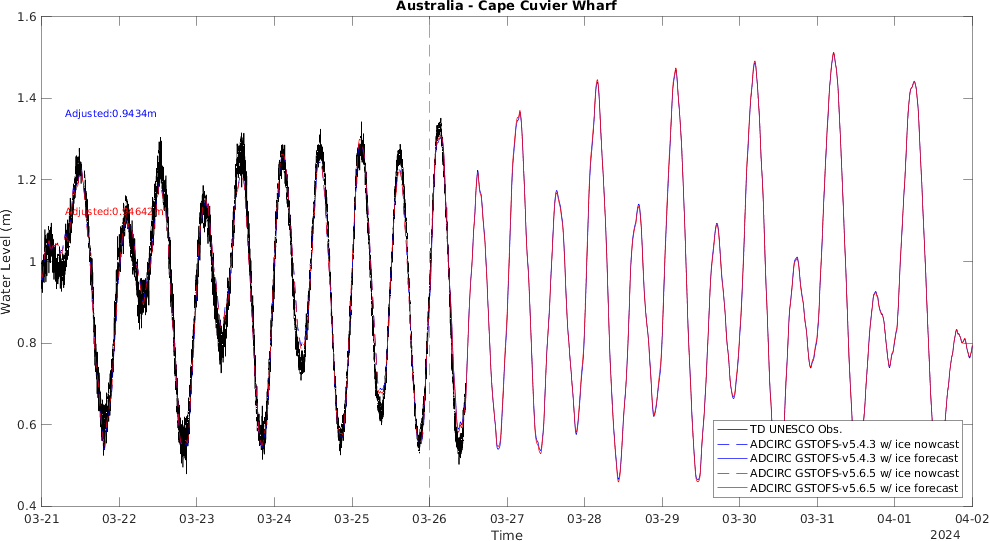 Australia - Cape Cuvier Wharf
1.6
1.4
1.2
1
0.8
0.6
0.4
Water Level (m)
Adjusted:0.9434m
Adjusted:0.94642m
TD UNESCO Obs.
ADCIRC GSTOFS-v5.4.3 w/ ice nowcast
ADCIRC GSTOFS-v5.4.3 w/ ice forecast
ADCIRC GSTOFS-v5.6.5 w/ ice nowcast
ADCIRC GSTOFS-v5.6.5 w/ ice forecast
03-21 03-22 03-23 03-24 03-25 03-26 03-27 03-28 03-29 03-30 03-31 04-01 04-02
Time
2024